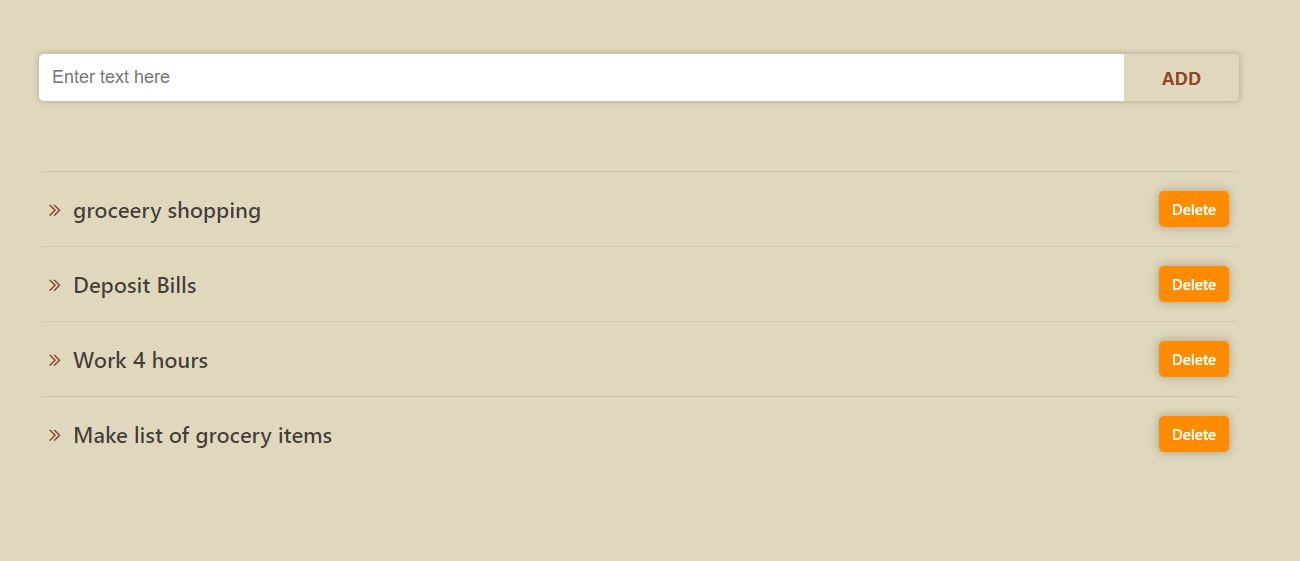 Enter text here
ADD
» groceery shopping
Delete
» Deposit Bills
Delete
» Work 4 hours
Delete
» Make list of grocery items
Delete